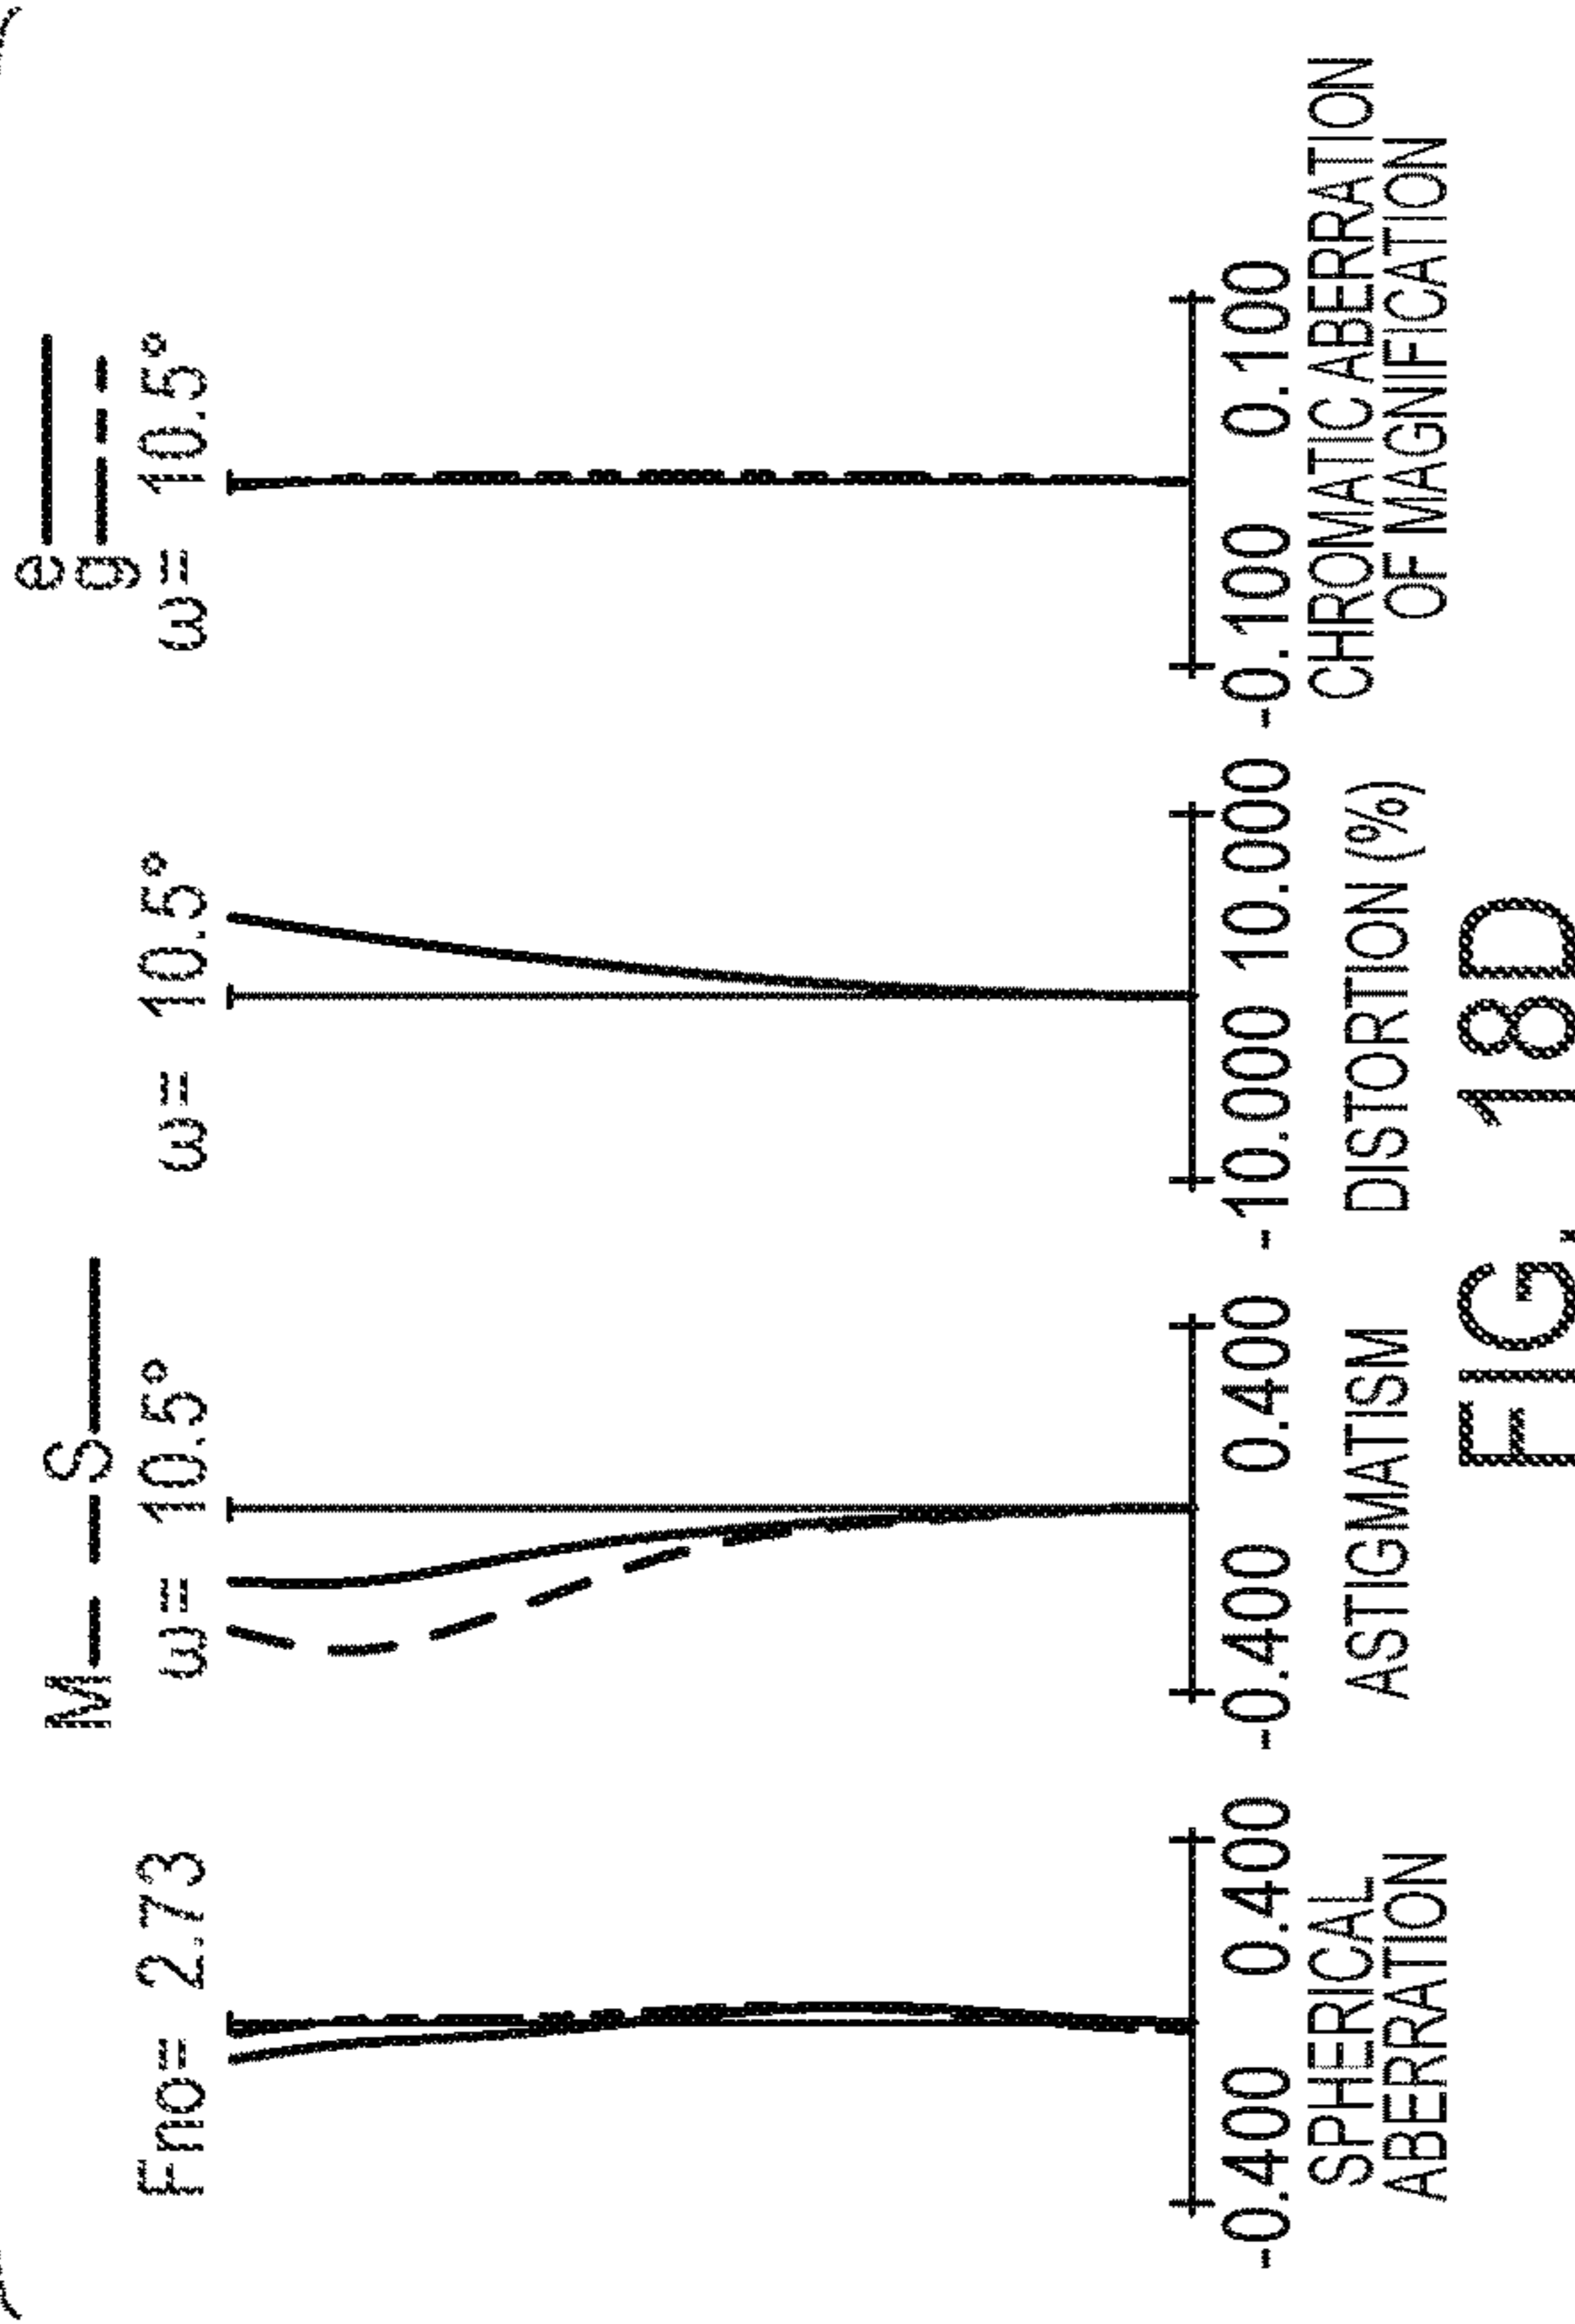 M S e
g
Fno= 2.73 ω= 10.5° ω= 10.5° ω= 10.5°
-0.400 0.400 -0.400 0.400 -10.000 10.000 -0.100 0.100
SPHERICAL ABERRATION
ASTIGMATISM
DISTORTION (%)
CHROMATIC ABERRATION
OF MAGNIFICATION
FIG. 18D